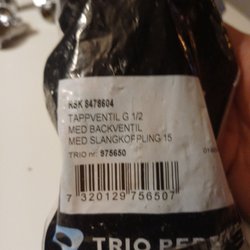 RSK 8478604
TAPPVENTIL G 1/2
MED BACKVENTIL
MED SLANGKOPPLING 15
TRIO nr. 975650
7 320129 756507
TRIO